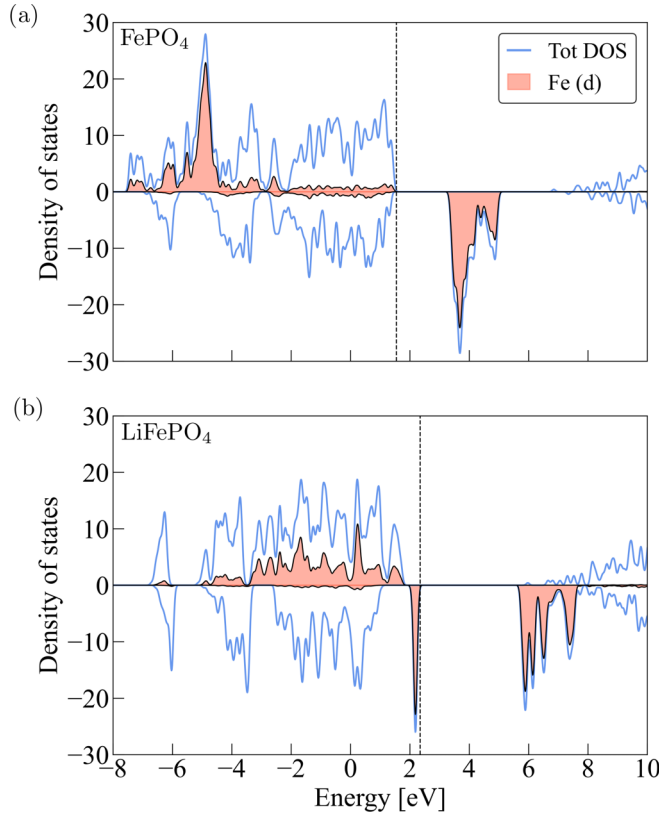 (a)
FePO₄
Tot DOS
Fe (d)
Density of states
30
20
10
0
−10
−20
−30
(b)
LiFePO₄
Density of states
30
20
10
0
−10
−20
−30
−8 −6 −4 −2 0 2 4 6 8 10
Energy [eV]